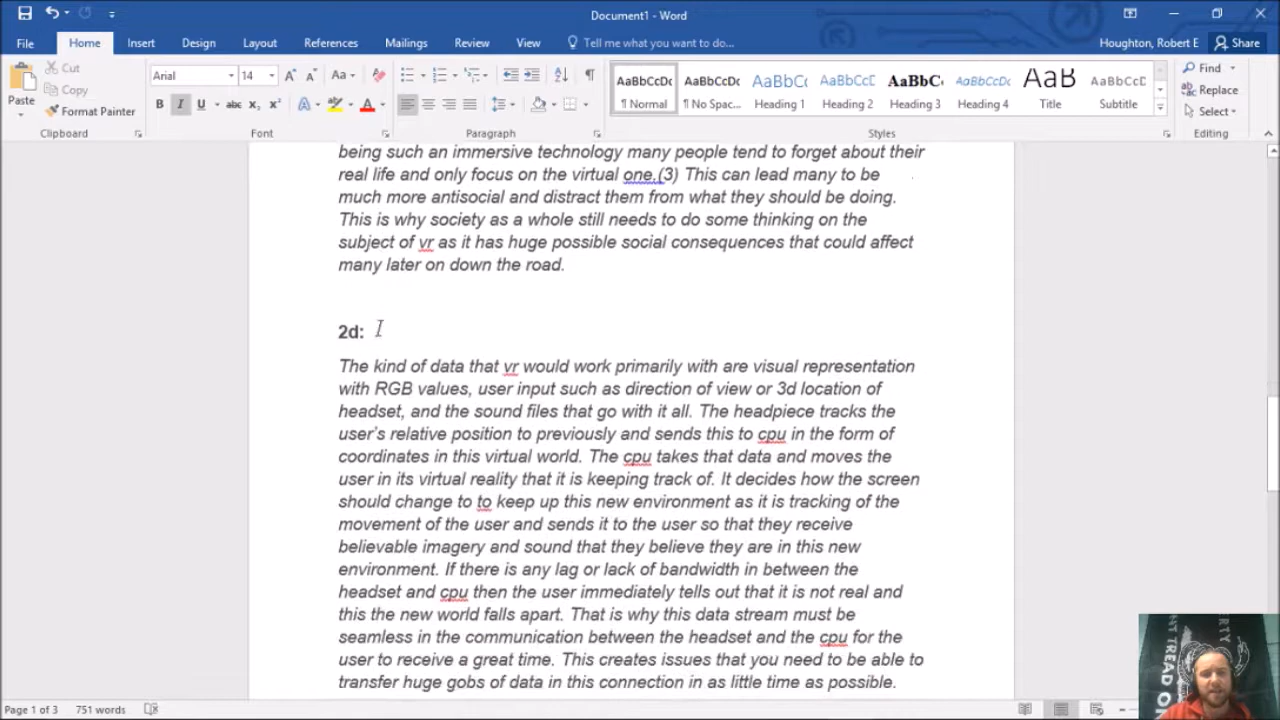 Document1 - Word
Houghton, Robert E
Share
File
Home
Insert
Design
Layout
References
Mailings
Review
View
Tell me what you want to do...
Paste
Cut
Copy
Format Painter
Clipboard
Arial
14
Font
Paragraph
AaBbCcDc
¶ Normal
AaBbCcDc
¶ No Spac...
AaBbC
Heading 1
AaBbCcD
Heading 2
AaBbC
Heading 3
AaBbCcD
Heading 4
AaB
Title
AaBbCcD
Subtitle
Styles
Find
Replace
Select
Editing
being such an immersive technology many people tend to forget about their
real life and only focus on the virtual one.(3) This can lead many to be
much more antisocial and distract them from what they should be doing.
This is why society as a whole still needs to do some thinking on the
subject of vr as it has huge possible social consequences that could affect
many later on down the road.
2d:
The kind of data that vr would work primarily with are visual representation
with RGB values, user input such as direction of view or 3d location of
headset, and the sound files that go with it all. The headpiece tracks the
user's relative position to previously and sends this to cpu in the form of
coordinates in this virtual world. The cpu takes that data and moves the
user in its virtual reality that it is keeping track of. It decides how the screen
should change to to keep up this new environment as it is tracking of the
movement of the user and sends it to the user so that they receive
believable imagery and sound that they believe they are in this new
environment. If there is any lag or lack of bandwidth in between the
headset and cpu then the user immediately tells out that it is not real and
this the new world falls apart. That is why this data stream must be
seamless in the communication between the headset and the cpu for the
user to receive a great time. This creates issues that you need to be able to
transfer huge gobs of data in this connection in as little time as possible.
Page 1 of 3
751 words